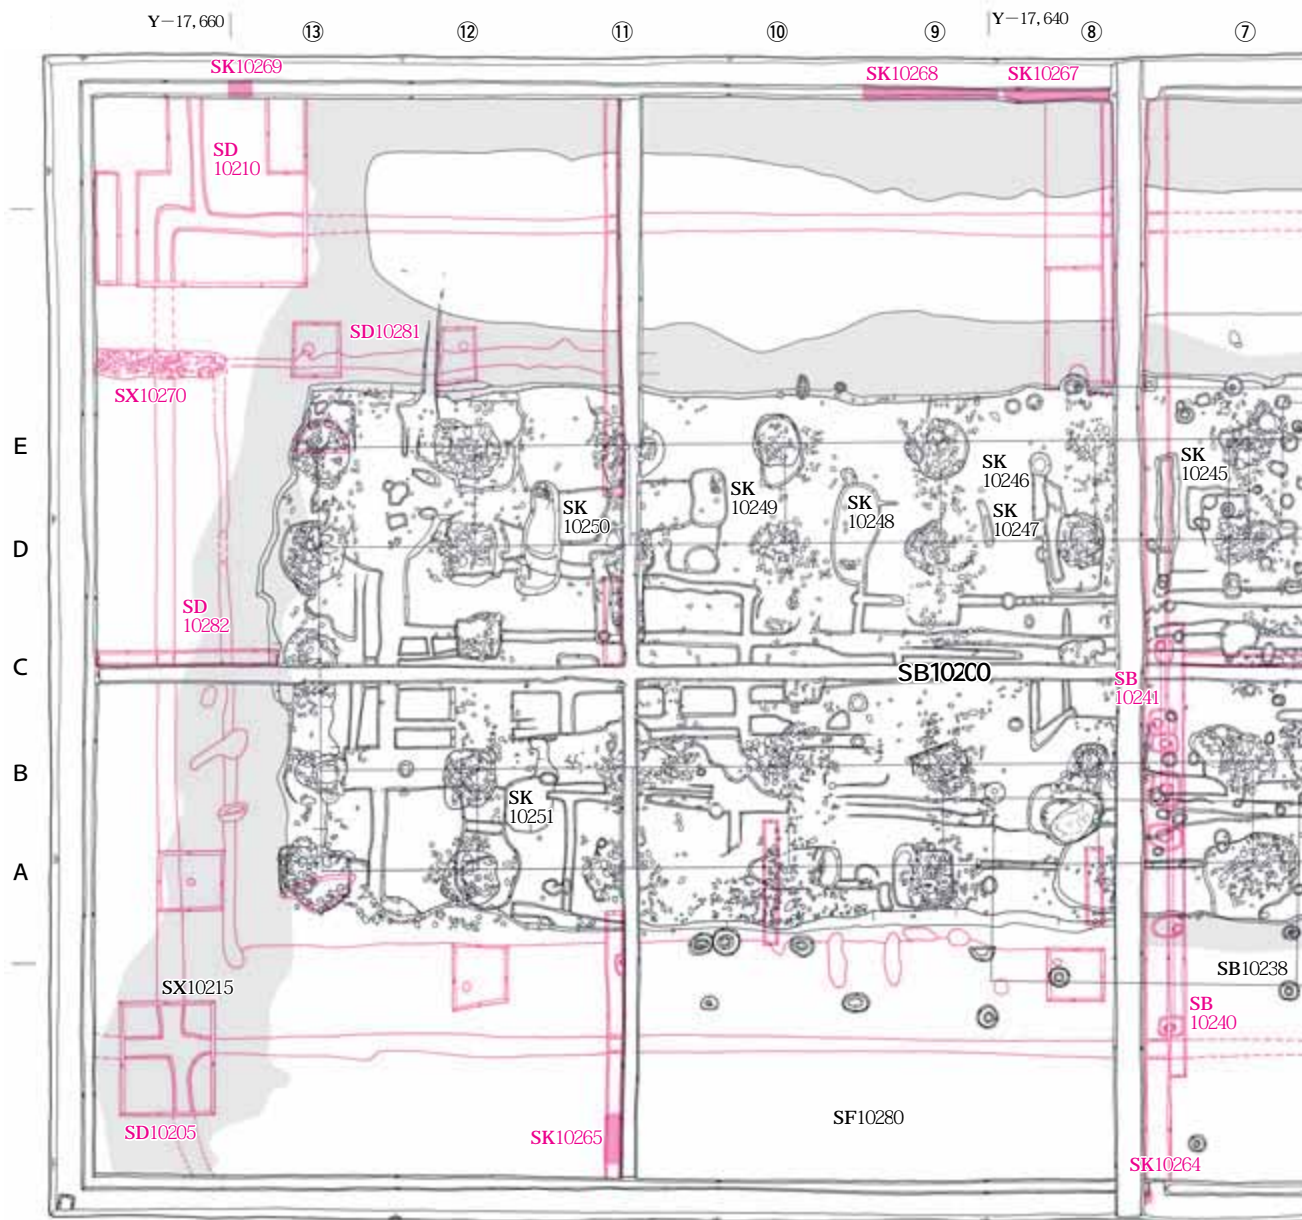 Y－17,660
Y－17,640
⑬
⑫
⑪
⑩
⑨
⑧
⑦
SK10269
SK10268
SK10267
SD
10210
SD10281
SX10270
E
SK
10246
SK
10245
SK
10249
SK
10250
SK
10248
SK
10247
D
SD
10282
C
SB10200
SB
10241
B
SK
10251
A
SX10215
SB10238
SB
10240
SD10205
SK10265
SF10280
SK10264